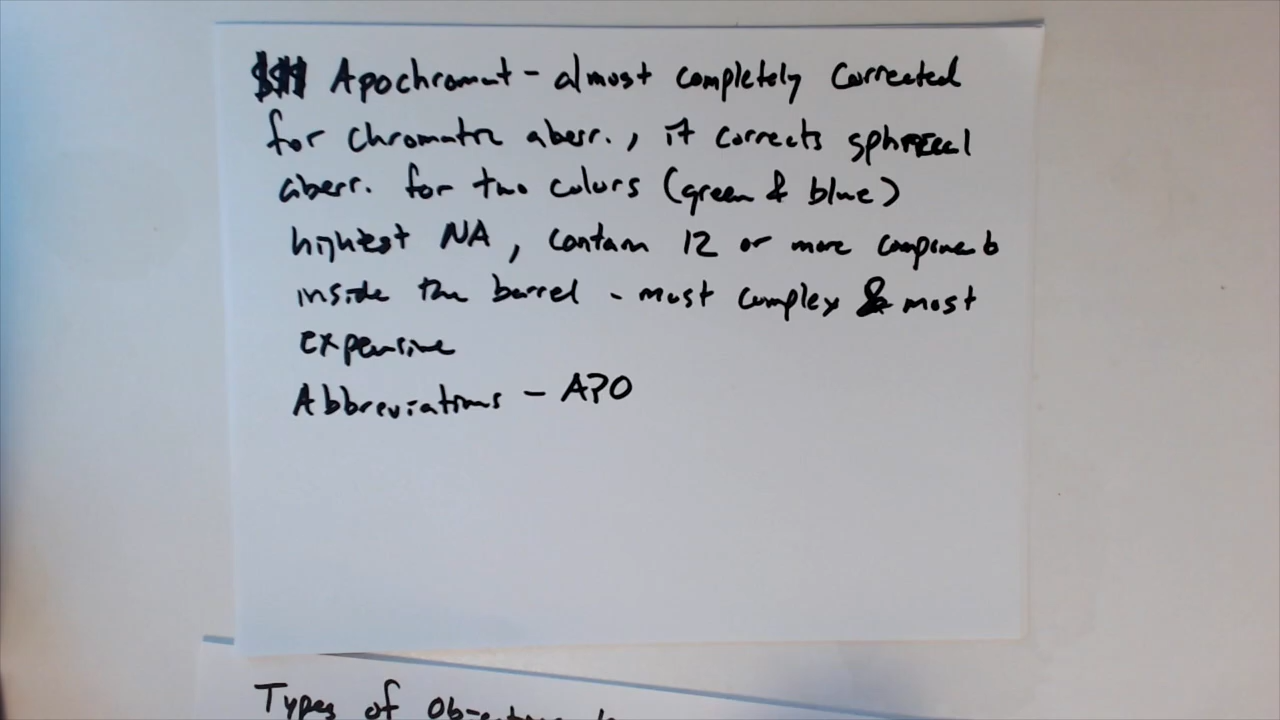 $$$ Apochromat - almost completely corrected
for chromatic aberr., it corrects spherical
aberr. for two colors (green & blue)
highest NA, contain 12 or more components
inside the barrel - most complex & most
expensive
Abbreviations - APO
Types of